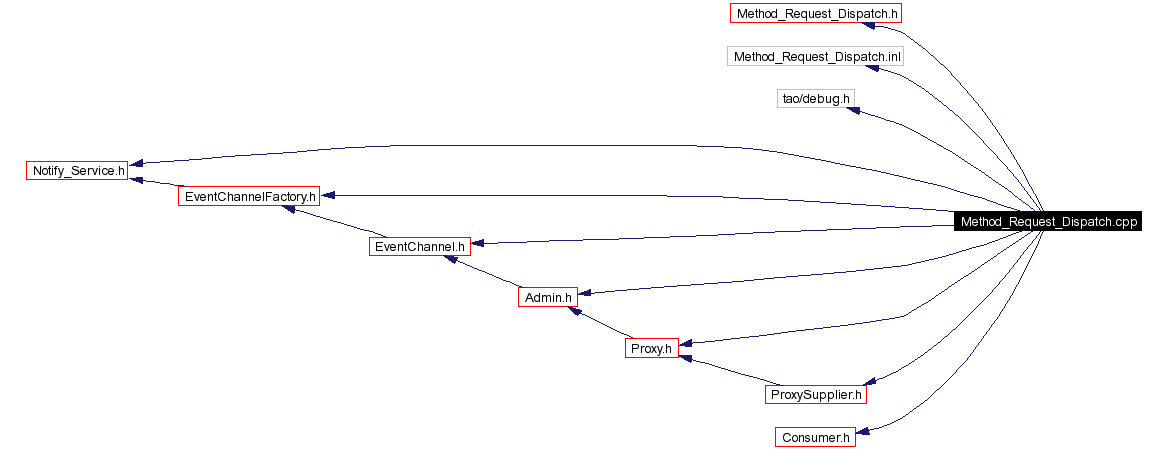 Method_Request_Dispatch.h
Method_Request_Dispatch.inl
tao/debug.h
Notify_Service.h
EventChannelFactory.h
Method_Request_Dispatch.cpp
EventChannel.h
Admin.h
Proxy.h
ProxySupplier.h
Consumer.h